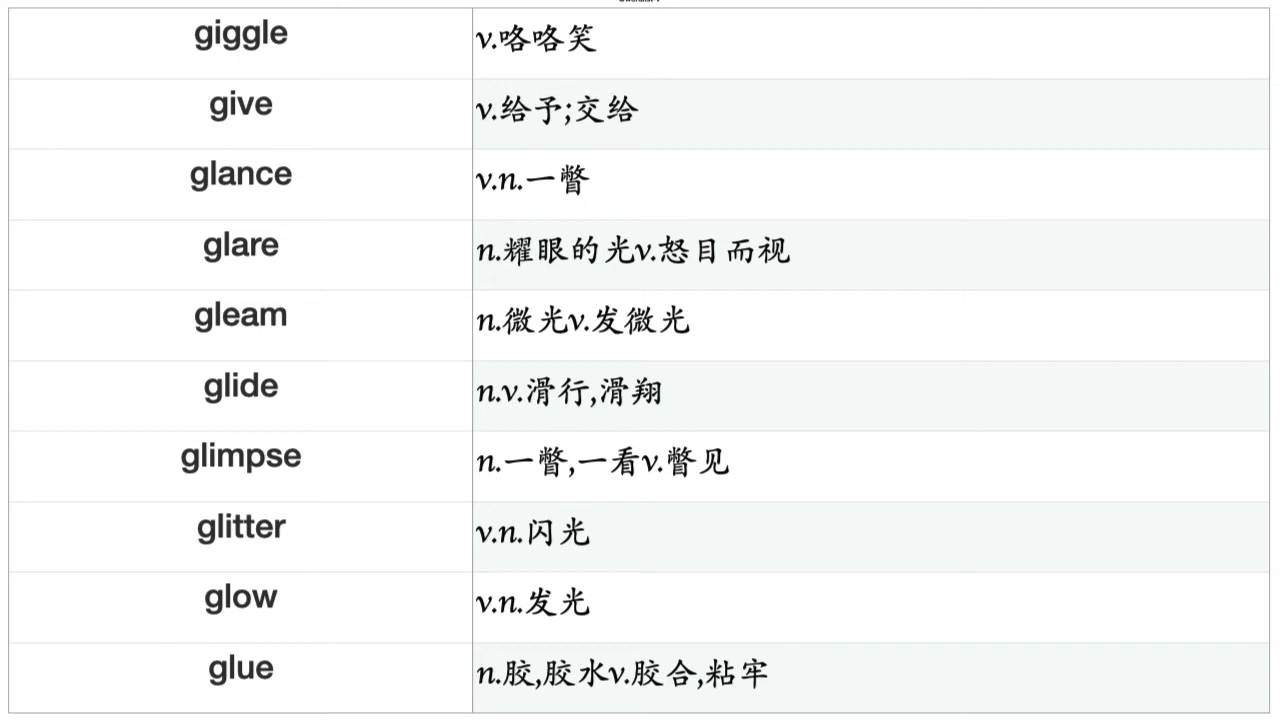 giggle v.咯咯笑
give v.给予;交给
glance v.n.一瞥
glare n.耀眼的光v.怒目而视
gleam n.微光v.发微光
glide n.v.滑行,滑翔
glimpse n.一瞥,一看v.瞥见
glitter v.n.闪光
glow v.n.发光
glue n.胶,胶水v.胶合,粘牢